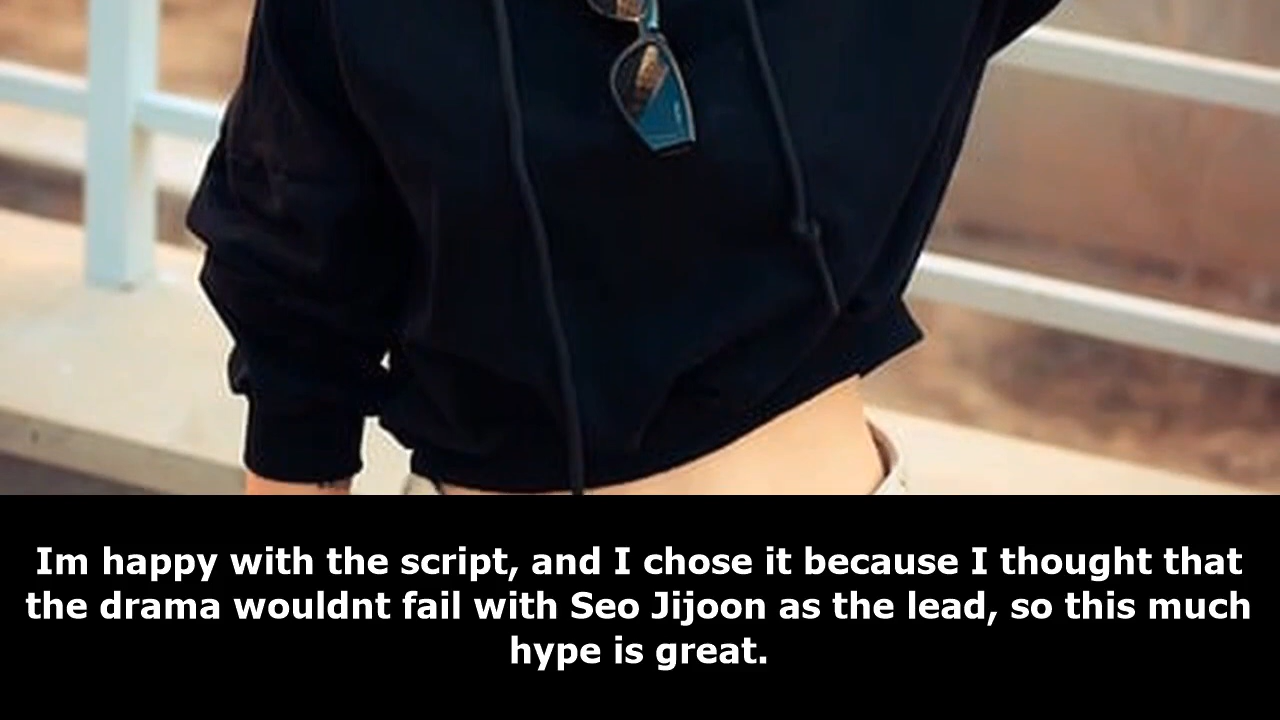 Im happy with the script, and I chose it because I thought that
the drama wouldnt fail with Seo Jijoon as the lead, so this much
hype is great.